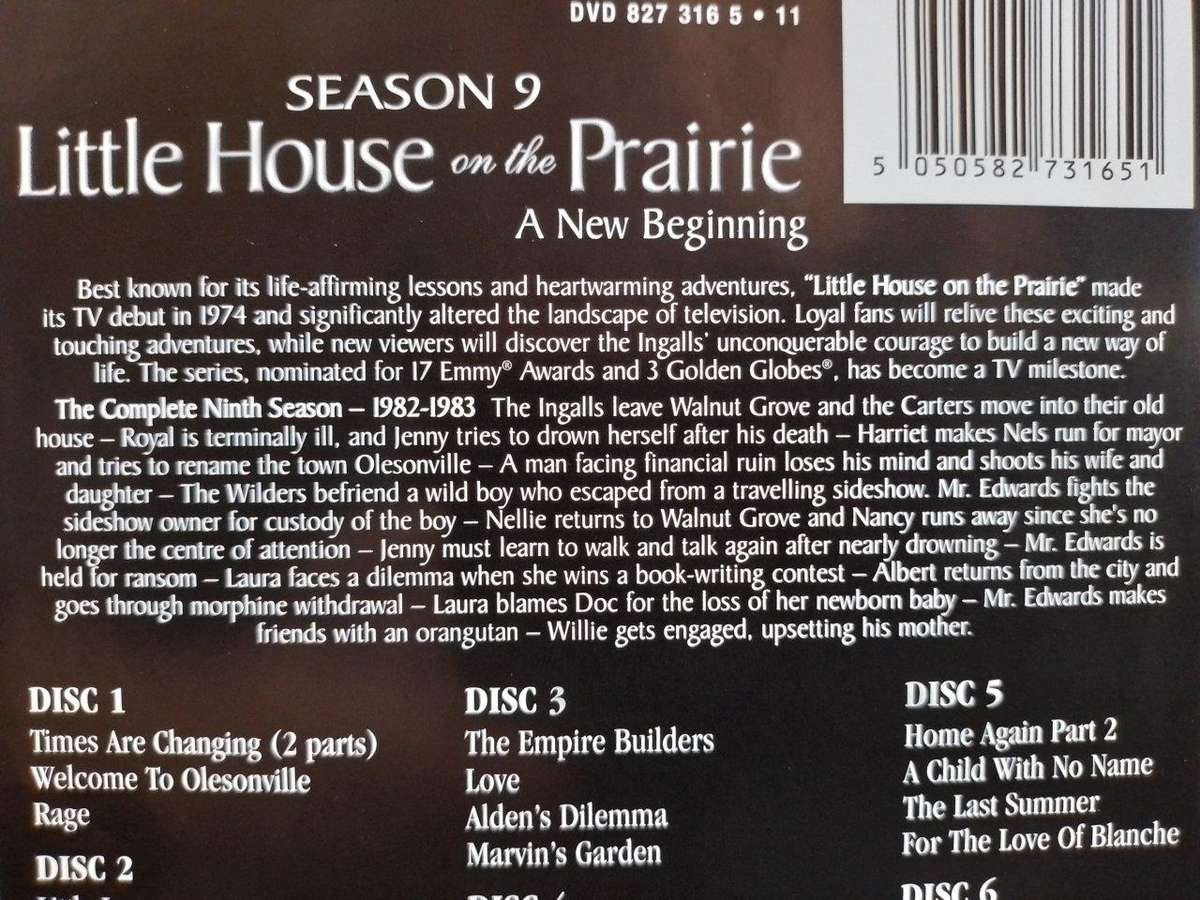 DVD 827 316 5 • 11
5 050582 731651
SEASON 9
Little House on the Prairie
A New Beginning
Best known for its life-affirming lessons and heartwarming adventures, "Little House on the Prairie" made
its TV debut in 1974 and significantly altered the landscape of television. Loyal fans will relive these exciting and
touching adventures, while new viewers will discover the Ingalls' unconquerable courage to build a new way of
life. The series, nominated for 17 Emmy® Awards and 3 Golden Globes®, has become a TV milestone.
The Complete Ninth Season – 1982-1983 The Ingalls leave Walnut Grove and the Carters move into their old
house – Royal is terminally ill, and Jenny tries to drown herself after his death – Harriet makes Nels run for mayor
and tries to rename the town Olesonville – A man facing financial ruin loses his mind and shoots his wife and
daughter – The Wilders befriend a wild boy who escaped from a travelling sideshow. Mr. Edwards fights the
sideshow owner for custody of the boy – Nellie returns to Walnut Grove and Nancy runs away since she's no
longer the centre of attention – Jenny must learn to walk and talk again after nearly drowning – Mr. Edwards is
held for ransom – Laura faces a dilemma when she wins a book-writing contest – Albert returns from the city and
goes through morphine withdrawal – Laura blames Doc for the loss of her newborn baby – Mr. Edwards makes
friends with an orangutan – Willie gets engaged, upsetting his mother.
DISC 1
Times Are Changing (2 parts)
Welcome To Olesonville
Rage
DISC 2
DISC 3
The Empire Builders
Love
Alden's Dilemma
Marvin's Garden
DISC 5
Home Again Part 2
A Child With No Name
The Last Summer
For The Love Of Blanche
DISC 6